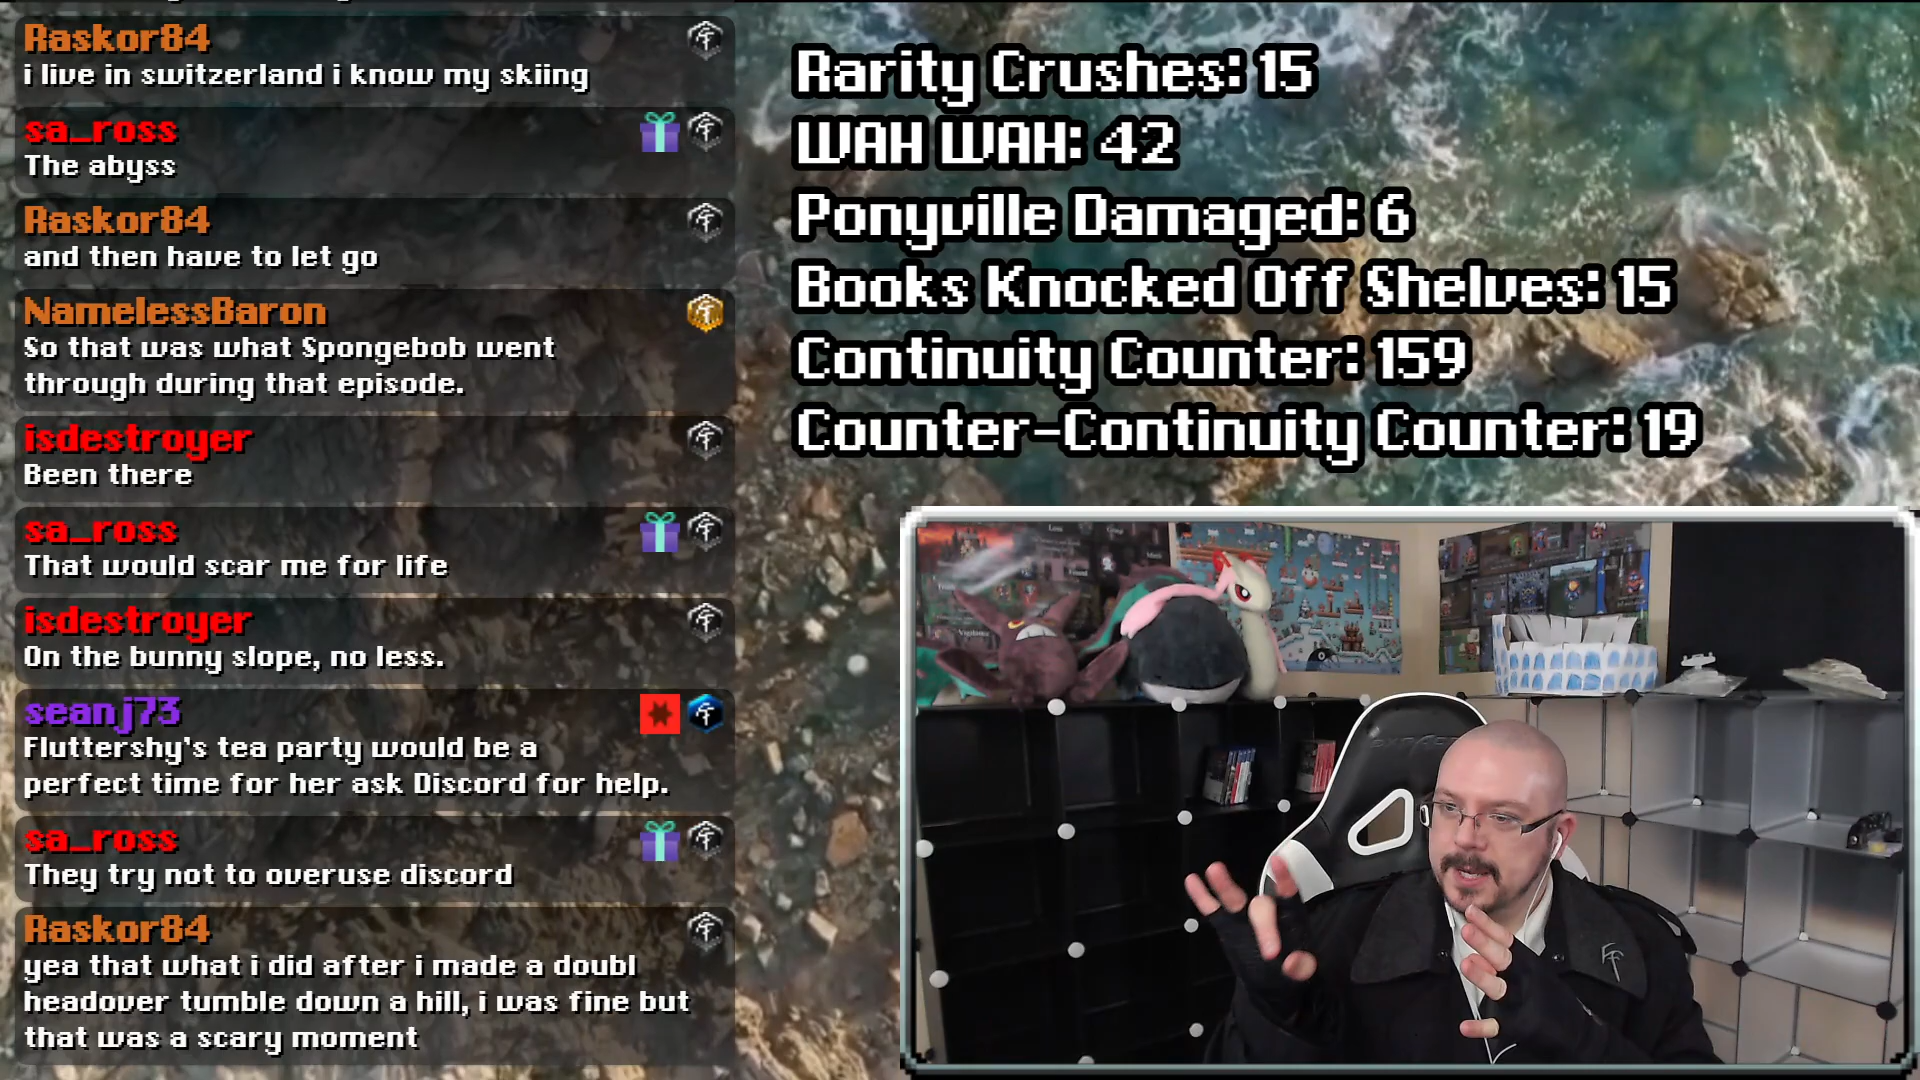 Raskor84
i live in switzerland i know my skiing
sa_ross
The abyss
Raskor84
and then have to let go
NamelessBaron
So that was what Spongebob went
through during that episode.
isdestroyer
Been there
sa_ross
That would scar me for life
isdestroyer
On the bunny slope, no less.
seanj73
Fluttershy's tea party would be a
perfect time for her ask Discord for help.
sa_ross
They try not to overuse discord
Raskor84
yea that what i did after i made a doubl
headover tumble down a hill, i was fine but
that was a scary moment
Rarity Crushes: 15
WAH WAH: 42
Ponyville Damaged: 6
Books Knocked Off Shelves: 15
Continuity Counter: 159
Counter-Continuity Counter: 19